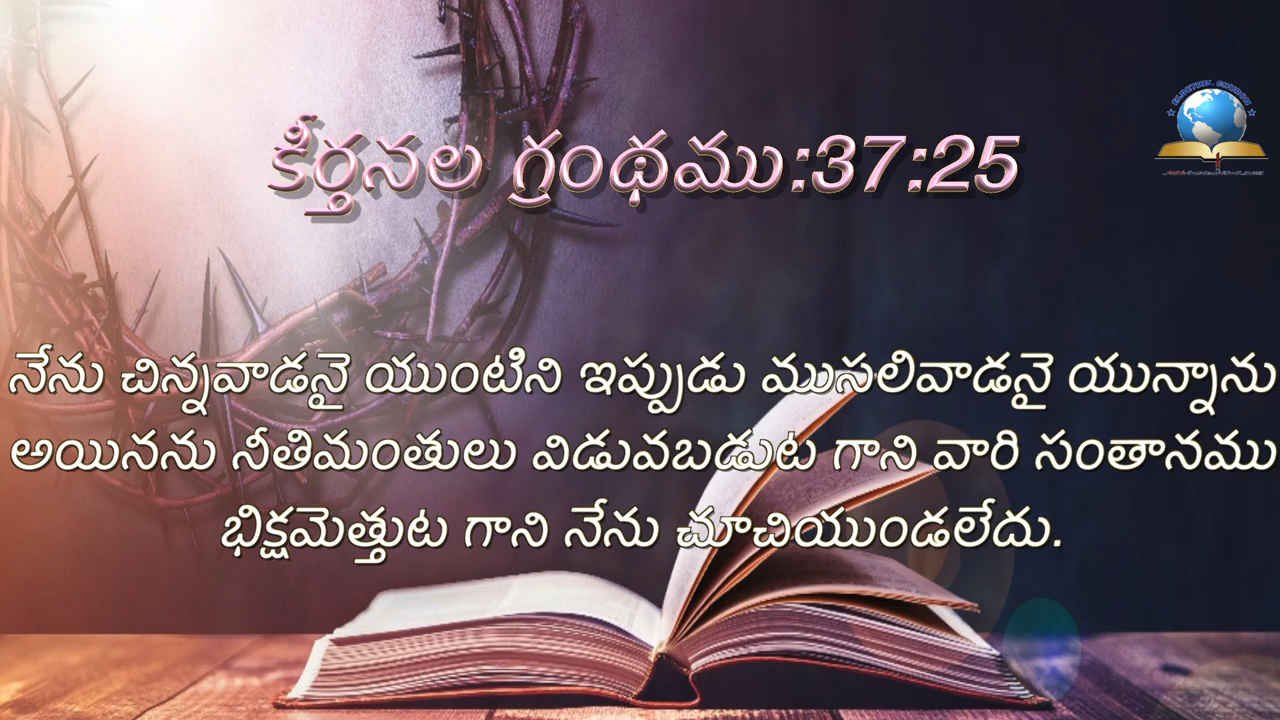 కీర్తనల గ్రంథము:37:25
నేను చిన్నవాడనై యుంటిని ఇప్పుడు ముసలివాడనై యున్నాను
అయినను నీతిమంతులు విడువబడుట గాని వారి సంతానము
భిక్షమెత్తుట గాని నేను చూచియుండలేదు.